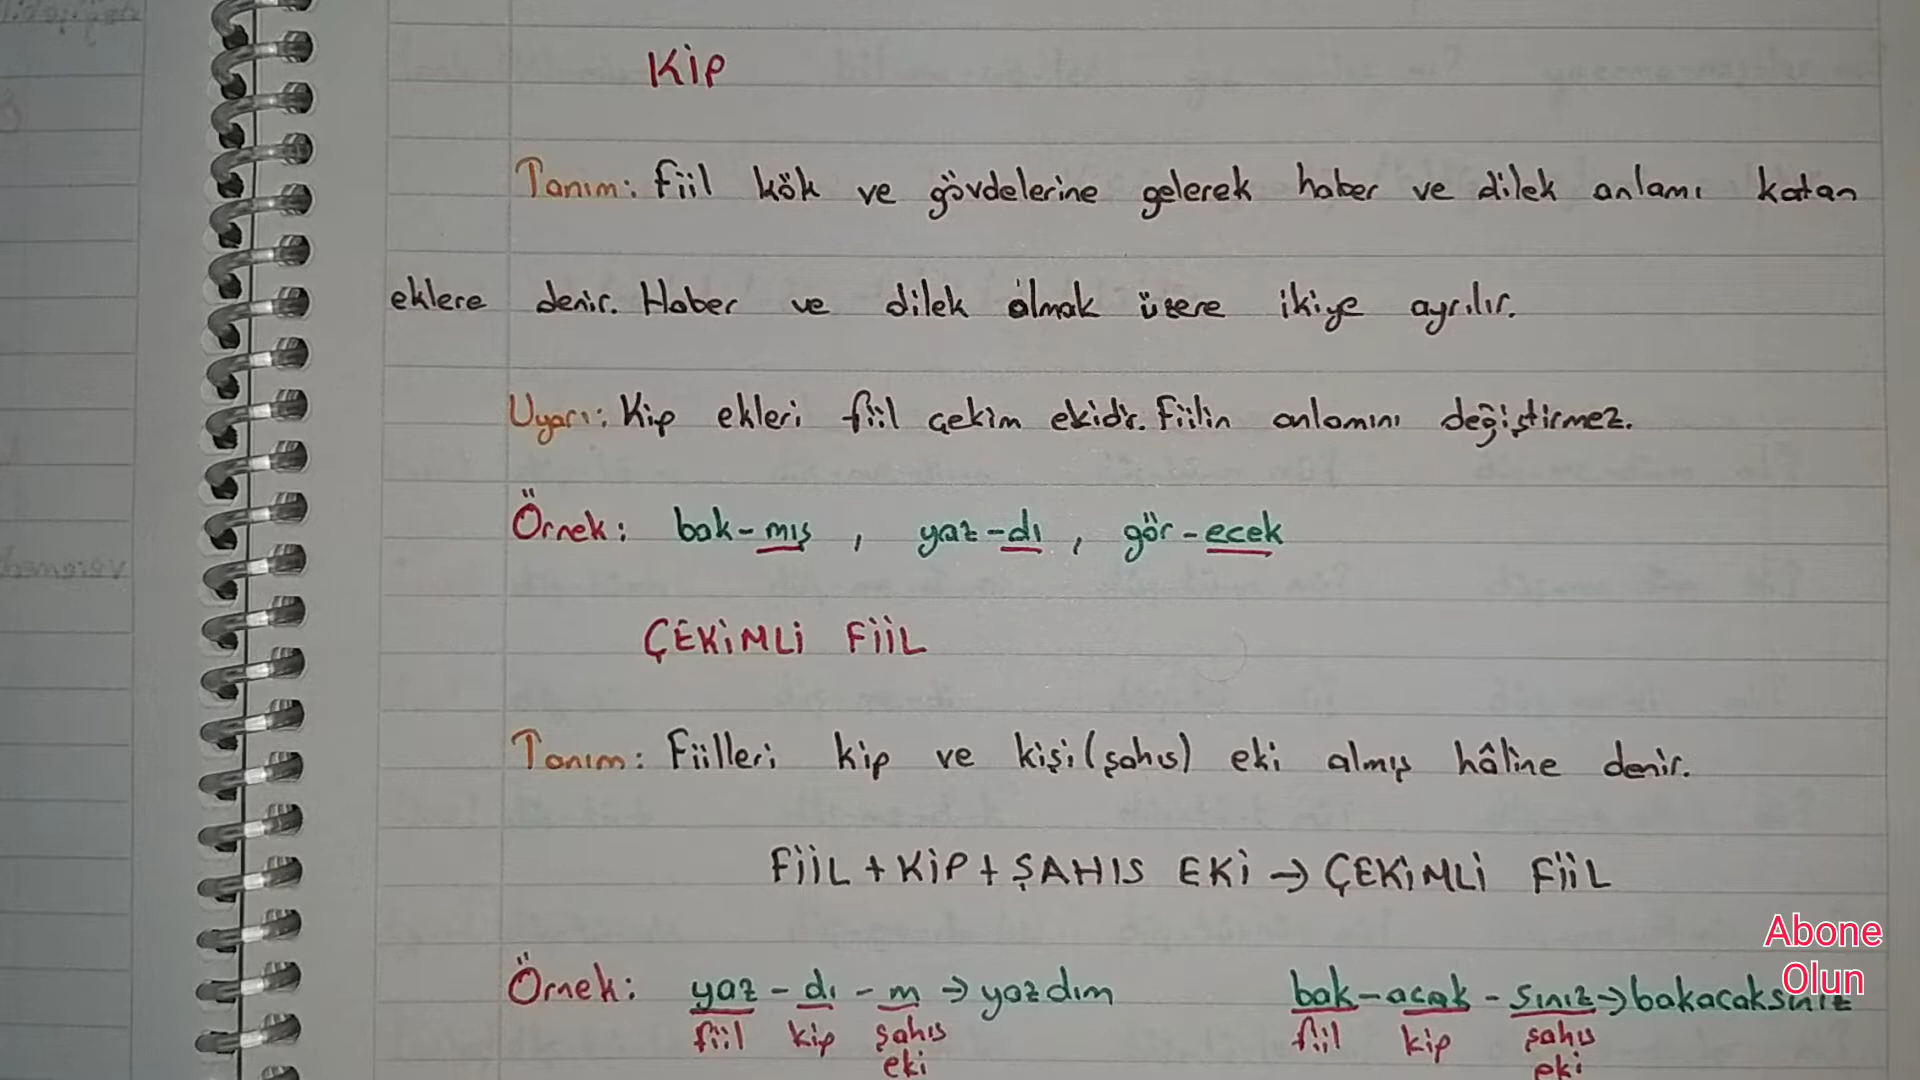 KİP
Tanım: Fiil kök ve gövdelerine gelerek haber ve dilek anlamı katan
eklere denir. Haber ve dilek olmak üzere ikiye ayrılır.
Uyarı: Kip ekleri fiil çekim ekidir. Fiilin anlamını değiştirmez.
Örnek: bak-mış, yaz-dı, gör-ecek
ÇEKİMLİ FİİL
Tanım: Fiilleri kip ve kişi(şahıs) eki almış hâline denir.
FİİL+KİP+ŞAHIS EKİ → ÇEKİMLİ FİİL
Abone
Olun
Örnek: yaz - dı - m → yazdım bak-acak-sınız→bakacaksınız
fiil kip şahıs fiil kip şahıs
eki eki